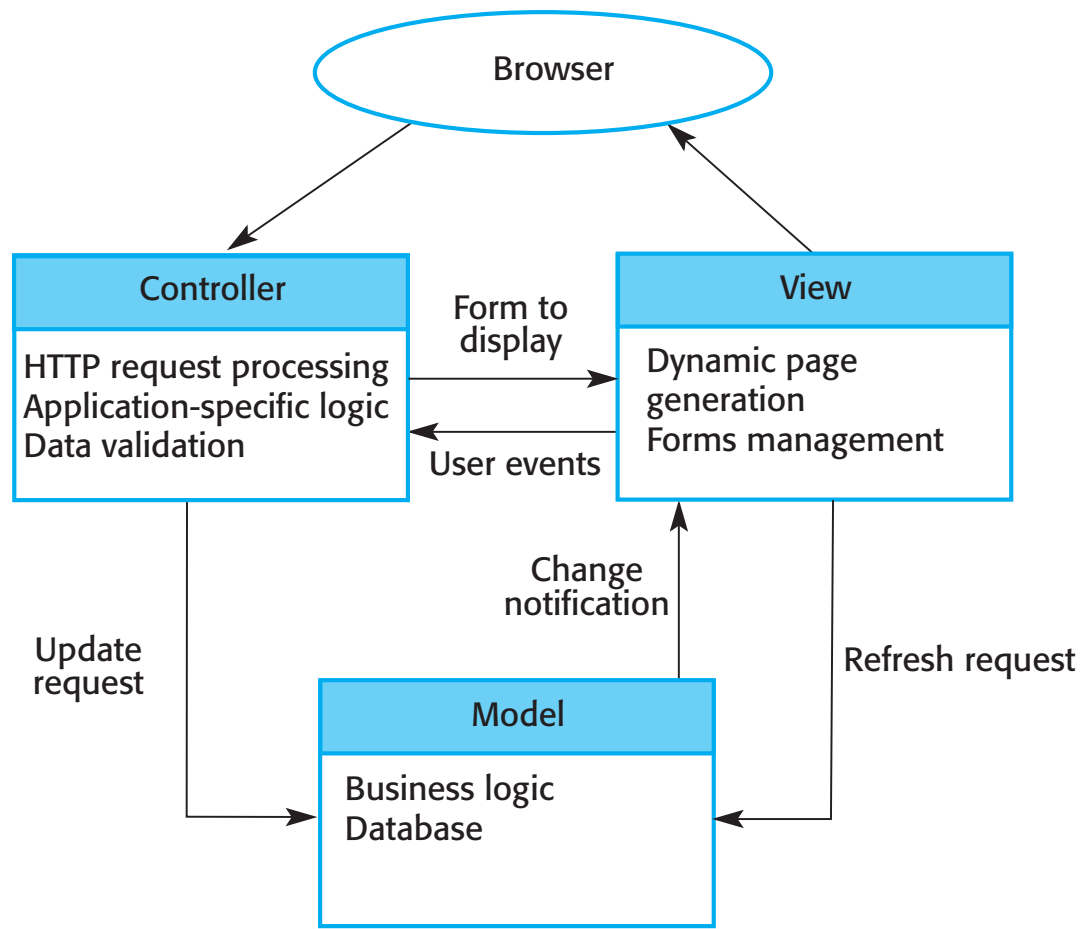 Browser
Controller
HTTP request processing
Application-specific logic
Data validation
Form to
display
User events
View
Dynamic page
generation
Forms management
Update
request
Change
notification
Refresh request
Model
Business logic
Database